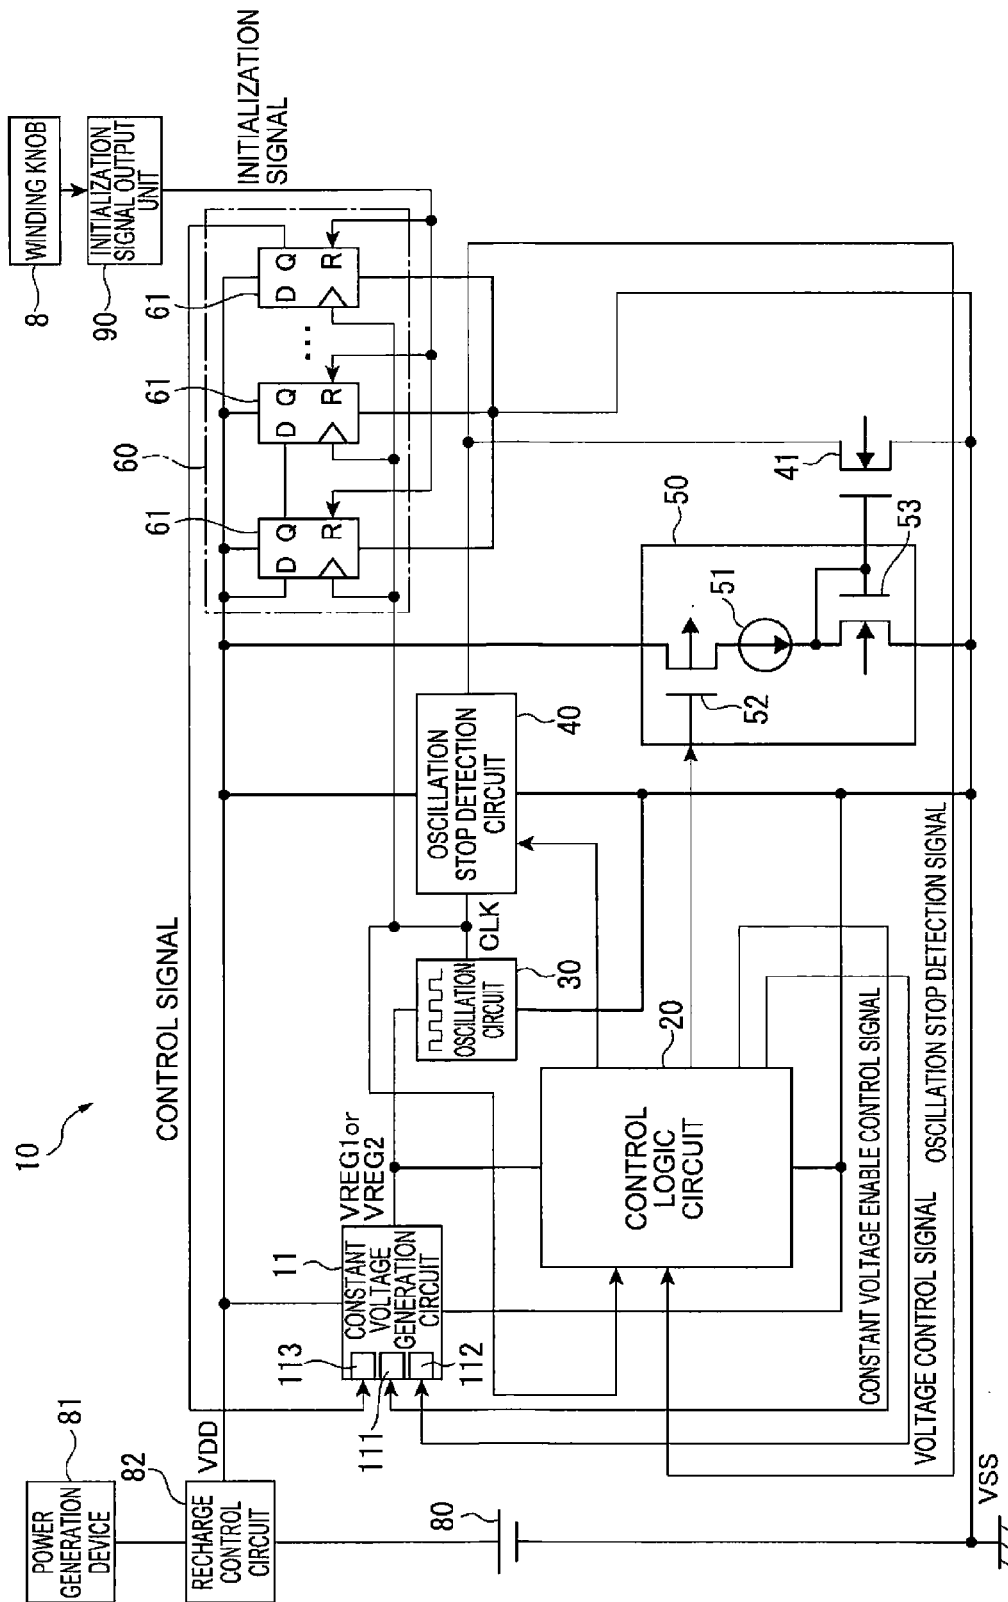 10
POWER
GENERATION
DEVICE
81
RECHARGE
CONTROL
CIRCUIT
82
VDD
80
VSS
CONTROL SIGNAL
CONSTANT
VOLTAGE
GENERATION
CIRCUIT
11
113
111
112
VREG1or
VREG2
CONTROL
LOGIC
CIRCUIT
20
OSCILLATION
CIRCUIT
30
CLK
OSCILLATION
STOP DETECTION
CIRCUIT
40
CONSTANT VOLTAGE ENABLE CONTROL SIGNAL
VOLTAGE CONTROL SIGNAL
OSCILLATION STOP DETECTION SIGNAL
50
51
52
53
41
60
61
D Q
R
61
D Q
R
...
61
D Q
R
WINDING KNOB
8
INITIALIZATION
SIGNAL OUTPUT
UNIT
90
INITIALIZATION
SIGNAL